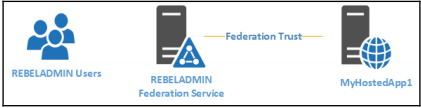 Federation Trust
REBELADMIN Users
REBELADMIN
Federation Service
MyHostedApp1